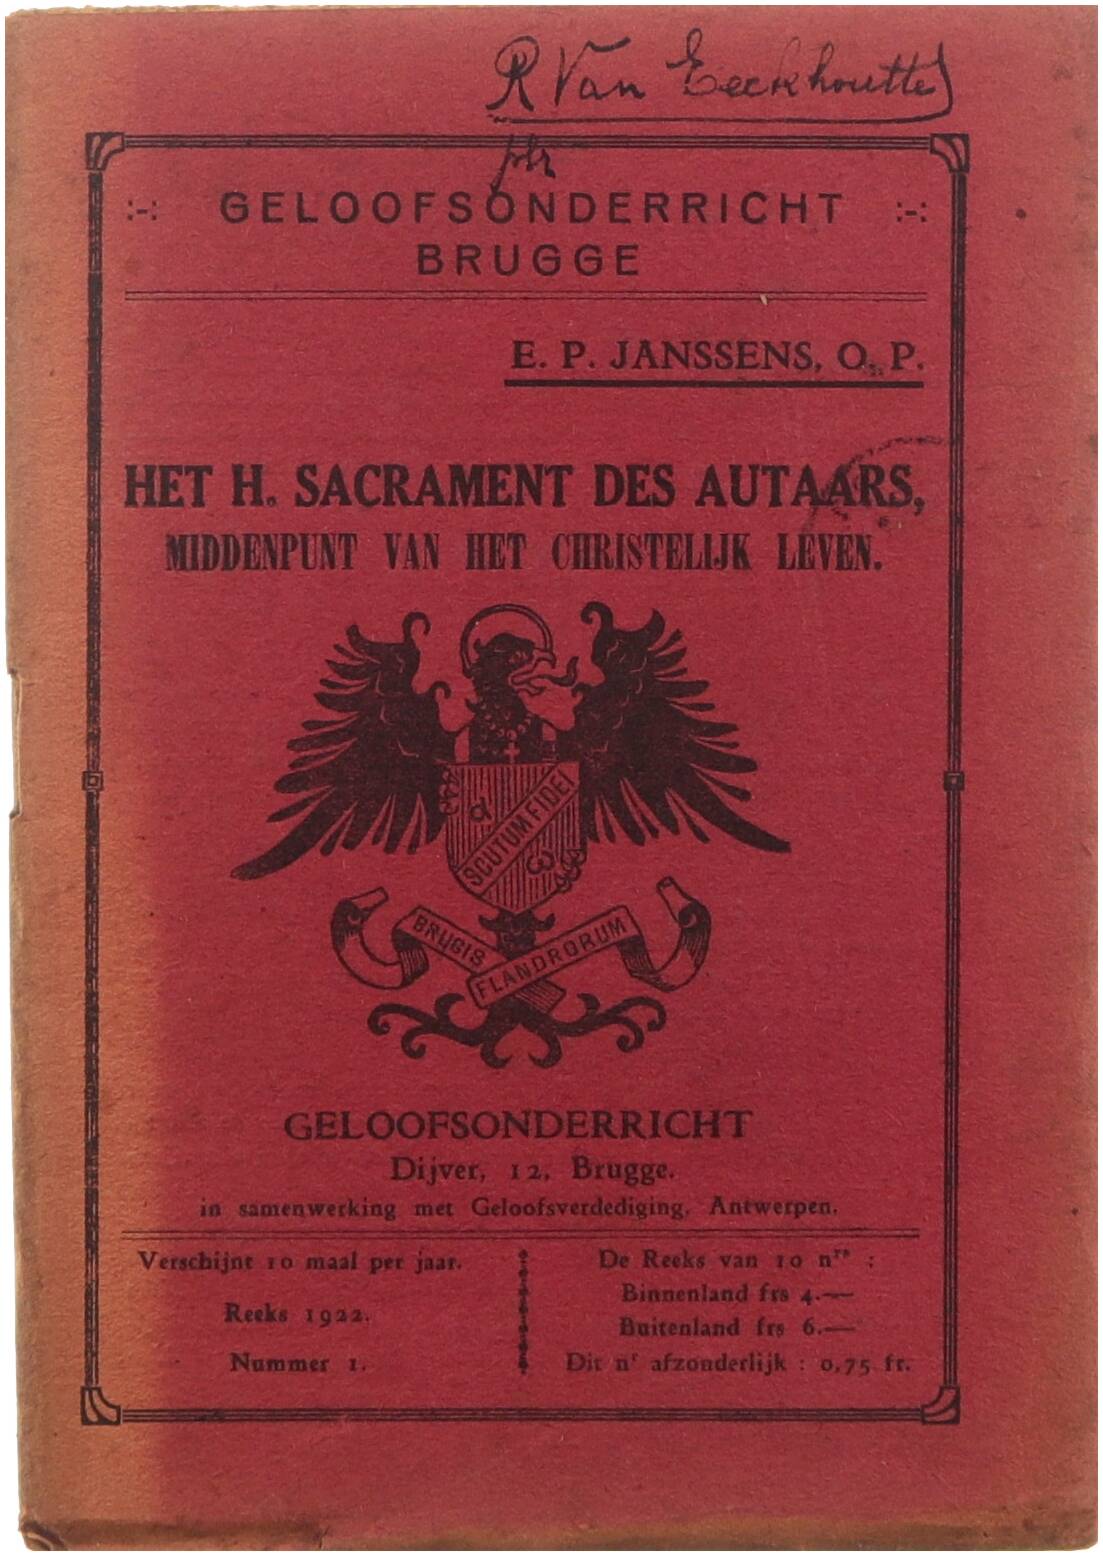 R Van Eeckhoutte
pbr
:-: GELOOFSONDERRICHT :-:
BRUGGE
E. P. JANSSENS, O. P.
HET H. SACRAMENT DES AUTAARS,
MIDDENPUNT VAN HET CHRISTELIJK LEVEN.
α
SCUTUM FIDEI
ω
BRUGIS
FLANDRORUM
GELOOFSONDERRICHT
Dijver, 12, Brugge.
in samenwerking met Geloofsverdediging, Antwerpen.
Verschijnt 10 maal per jaar.
Reeks 1922.
Nummer 1.
De Reeks van 10 nrs :
Binnenland frs 4.—
Buitenland frs 6.—
Dit nr afzonderlijk : 0,75 fr.